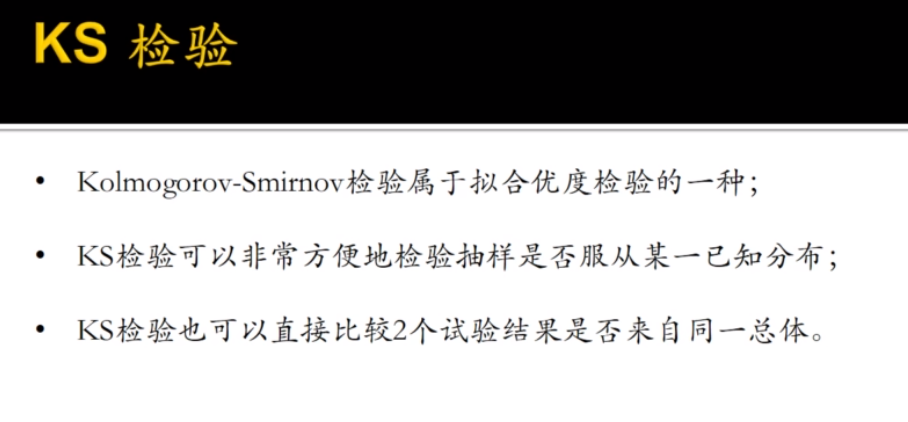 KS 检验
• Kolmogorov-Smirnov检验属于拟合优度检验的一种；
• KS检验可以非常方便地检验抽样是否服从某一已知分布；
• KS检验也可以直接比较2个试验结果是否来自同一总体。